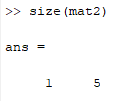 >> size(mat2)
ans =
1 5